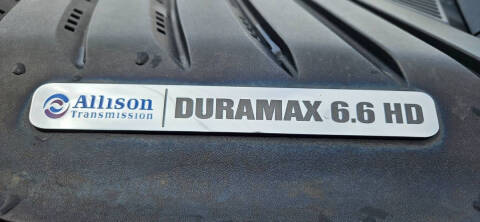 Allison
Transmission
DURAMAX 6.6 HD